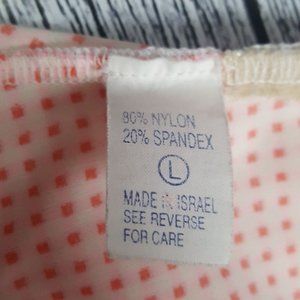 80% NYLON
20% SPANDEX
L
MADE IN ISRAEL
SEE REVERSE
FOR CARE